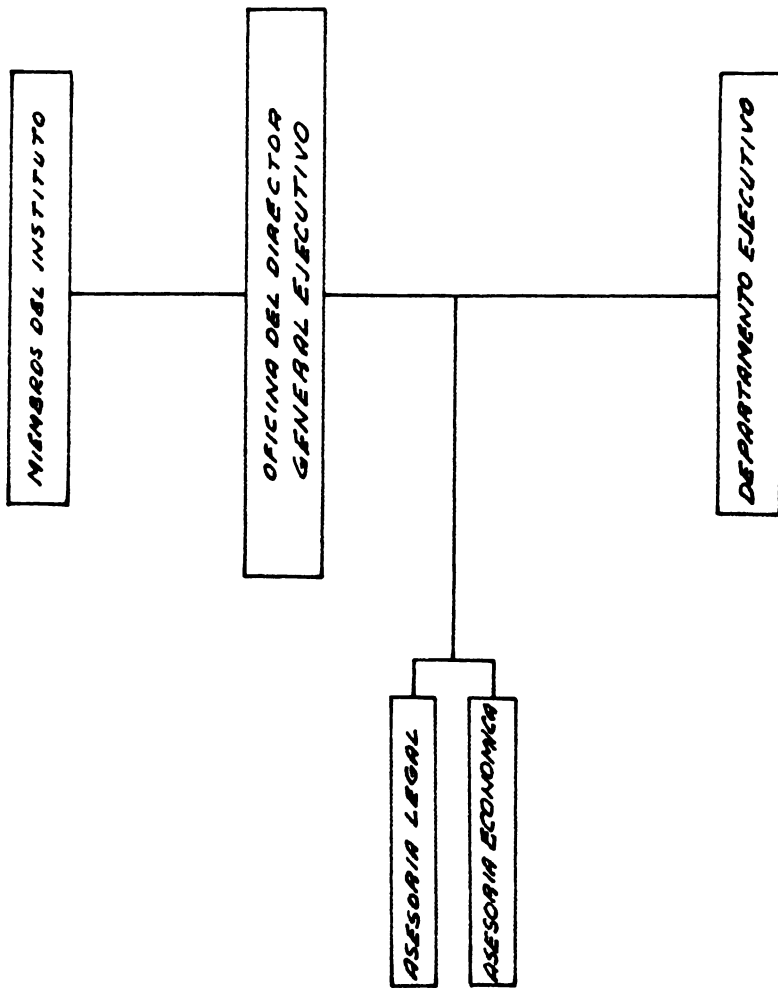 MIEMBROS DEL INSTITUTO
OFICINA DEL DIRECTOR
GENERAL EJECUTIVO
ASESORIA LEGAL
ASESORIA ECONOMICA
DEPARTAMENTO EJECUTIVO